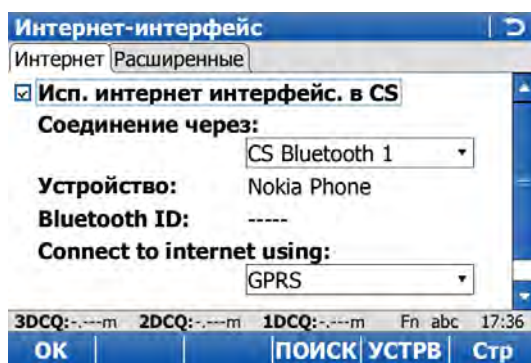 Интернет-интерфейс
Интернет Расширенные
Исп. интернет интерфейс. в CS
Соединение через:
CS Bluetooth 1
Устройство: Nokia Phone
Bluetooth ID: -----
Connect to internet using:
GPRS
3DCQ:-.---m 2DCQ:-.---m 1DCQ:-.---m Fn abc 17:36
ОК ПОИСК УСТРВ Стр